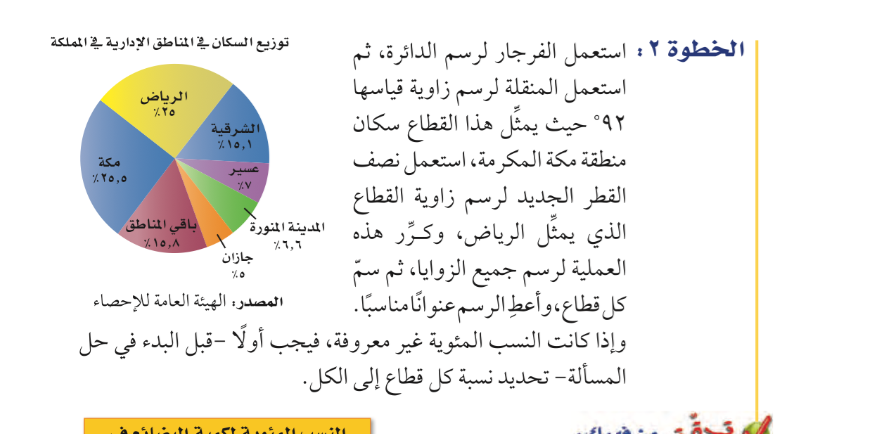 الخطوة ٢: استعمل الفرجار لرسم الدائرة، ثم
استعمل المنقلة لرسم زاوية قياسها
٩٢° حيث يمثِّل هذا القطاع سكان
منطقة مكة المكرمة، استعمل نصف
القطر الجديد لرسم زاوية القطاع
الذي يمثِّل الرياض، وكرِّر هذه
العملية لرسم جميع الزوايا، ثم سمّ
كل قطاع، وأعطِ الرسم عنوانًا مناسبًا.
توزيع السكان في المناطق الإدارية في المملكة
الرياض
٢٥٪
الشرقية
١٥,١٪
عسير
٧٪
المدينة المنورة
٦,٦٪
جازان
٥٪
باقي المناطق
١٥,٨٪
مكة
٢٥,٥٪
المصدر: الهيئة العامة للإحصاء
وإذا كانت النسب المئوية غير معروفة، فيجب أولًا –قبل البدء في حل
المسألة– تحديد نسبة كل قطاع إلى الكل.